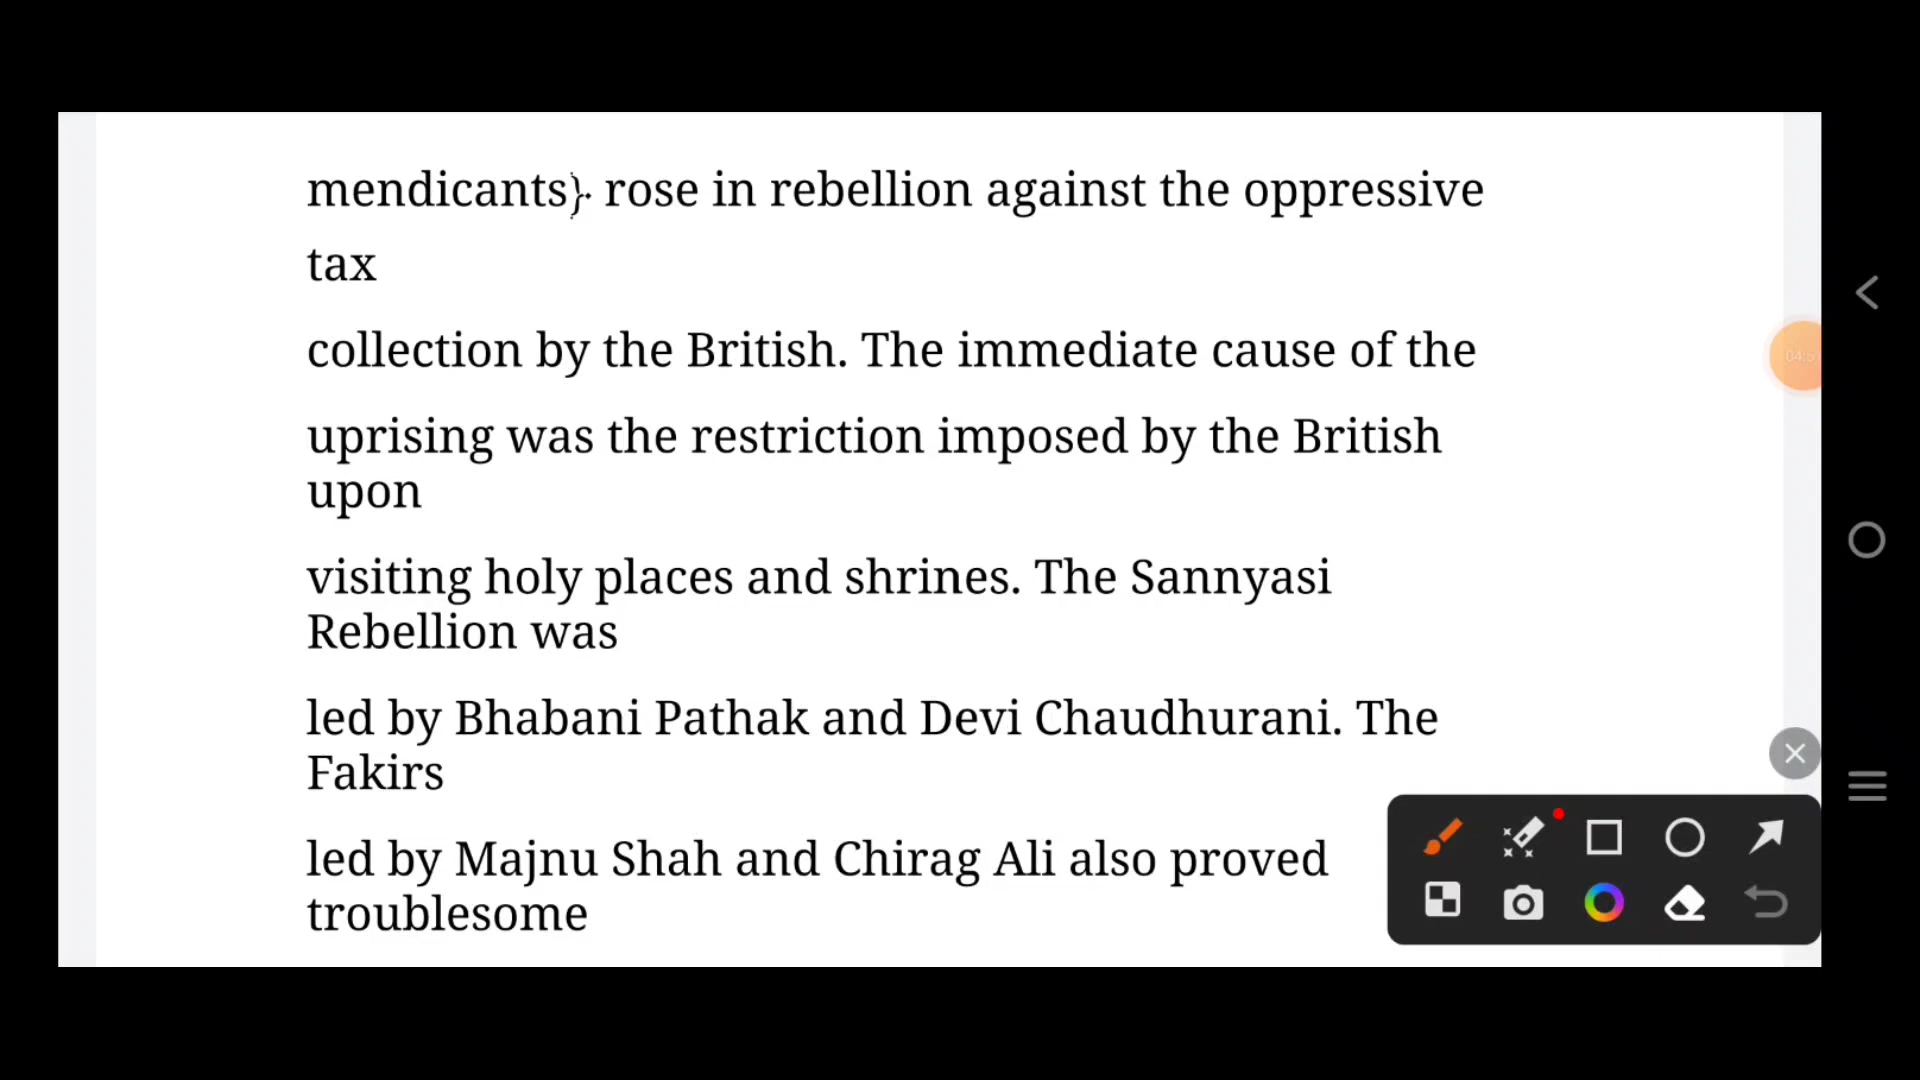 mendicants} rose in rebellion against the oppressive
tax
collection by the British. The immediate cause of the
uprising was the restriction imposed by the British
upon
visiting holy places and shrines. The Sannyasi
Rebellion was
led by Bhabani Pathak and Devi Chaudhurani. The
Fakirs
led by Majnu Shah and Chirag Ali also proved
troublesome